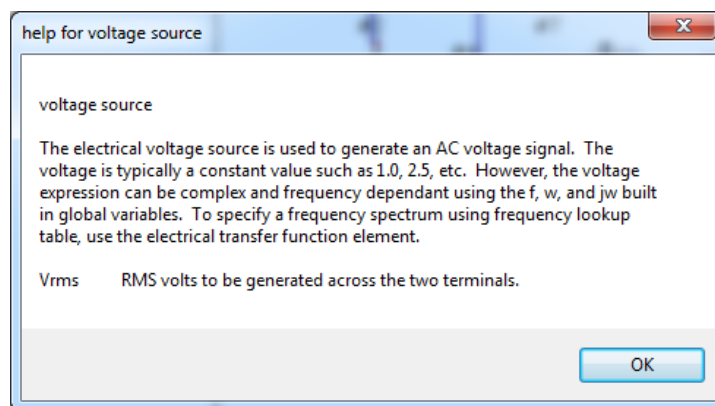 help for voltage source
voltage source
The electrical voltage source is used to generate an AC voltage signal.  The
voltage is typically a constant value such as 1.0, 2.5, etc.  However, the voltage
expression can be complex and frequency dependant using the f, w, and jw built
in global variables.  To specify a frequency spectrum using frequency lookup
table, use the electrical transfer function element.
Vrms RMS volts to be generated across the two terminals.
OK